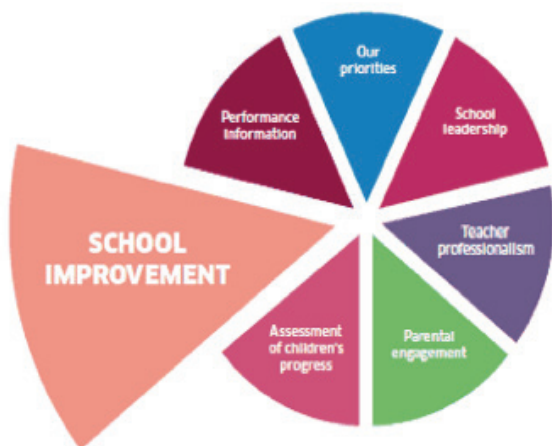 Our
priorities
School
leadership
Teacher
professionalism
Parental
engagement
Assessment
of children's
progress
SCHOOL
IMPROVEMENT
Performance
information